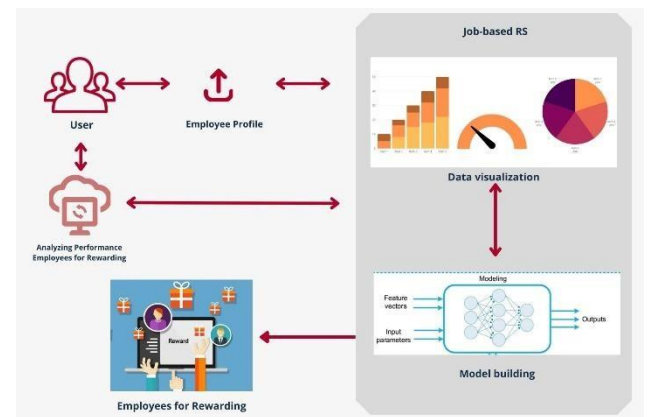 Job-based RS
User
Employee Profile
Data visualization
Analyzing Performance
Employees for Rewarding
Modeling
Feature
vectors
Input
parameters
Outputs
Reward
Model building
Employees for Rewarding